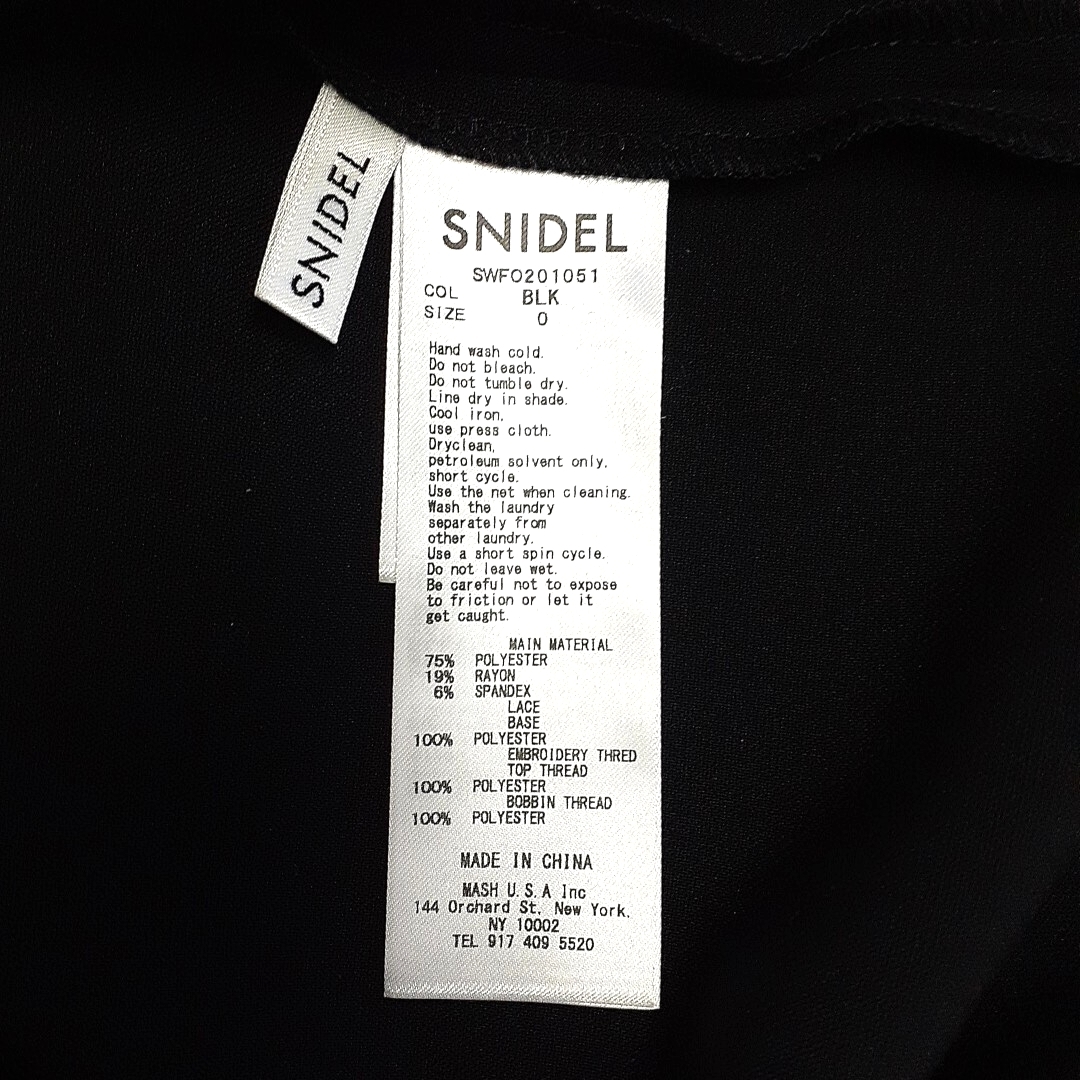 SNIDEL
SNIDEL
SWFO201051
COL BLK
SIZE 0
Hand wash cold.
Do not bleach.
Do not tumble dry.
Line dry in shade.
Cool iron,
use press cloth.
Dryclean,
petroleum solvent only,
short cycle.
Use the net when cleaning.
Wash the laundry
separately from
other laundry.
Use a short spin cycle.
Do not leave wet.
Be careful not to expose
to friction or let it
get caught.
MAIN MATERIAL
75% POLYESTER
19% RAYON
6% SPANDEX
LACE
BASE
100% POLYESTER
EMBROIDERY THRED
TOP THREAD
100% POLYESTER
BOBBIN THREAD
100% POLYESTER
MADE IN CHINA
MASH U.S.A Inc
144 Orchard St, New York,
NY 10002
TEL 917 409 5520